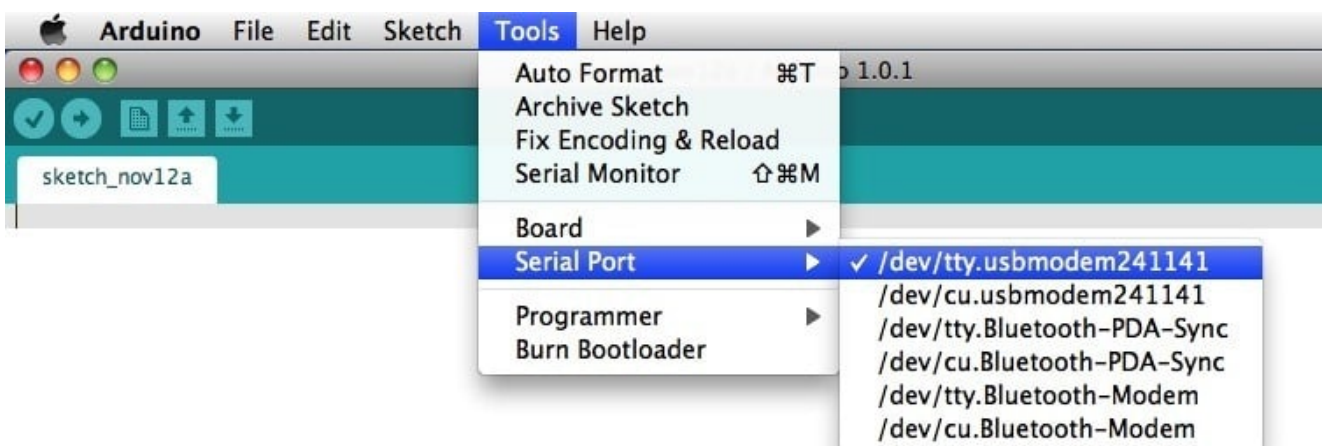 Arduino File Edit Sketch Tools Help
o 1.0.1
sketch_nov12a
Auto Format ⌘T
Archive Sketch
Fix Encoding & Reload
Serial Monitor ⇧⌘M
Board
Serial Port
Programmer
Burn Bootloader
✓ /dev/tty.usbmodem241141
/dev/cu.usbmodem241141
/dev/tty.Bluetooth-PDA-Sync
/dev/cu.Bluetooth-PDA-Sync
/dev/tty.Bluetooth-Modem
/dev/cu.Bluetooth-Modem